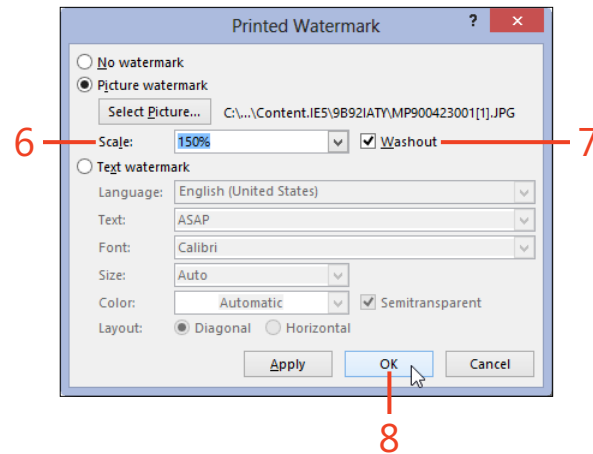 Printed Watermark ? ×
No watermark
Picture watermark
Select Picture... C:\...\Content.IE5\9B92IATY\MP900423001[1].JPG
6 Scale: 150% Washout 7
Text watermark
Language: English (United States)
Text: ASAP
Font: Calibri
Size: Auto
Color: Automatic Semitransparent
Layout: Diagonal Horizontal
Apply OK Cancel
8